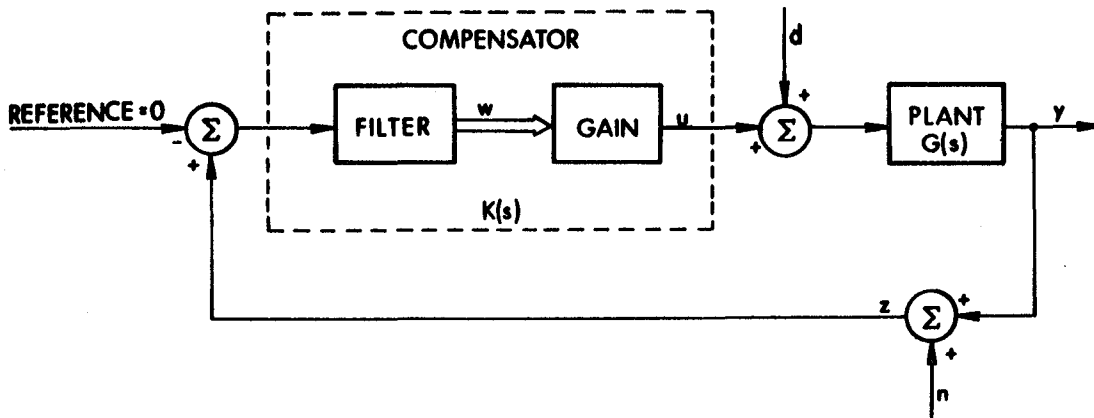 COMPENSATOR
d
REFERENCE=0
Σ
FILTER
w
GAIN
u
Σ
PLANT
G(s)
y
-
+
+
+
K(s)
z
Σ
+
+
n